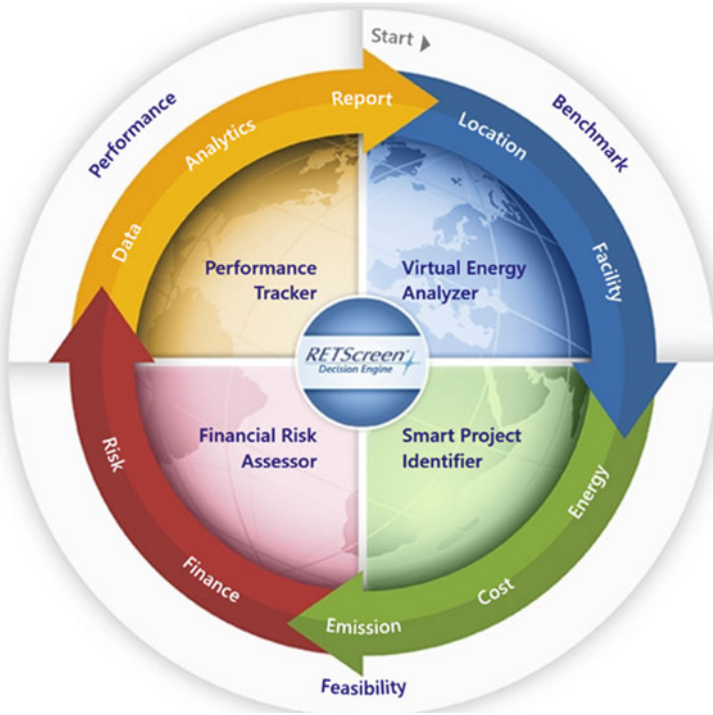 Start
Performance
Benchmark
Report
Location
Analytics
Data
Facility
Performance
Tracker
Virtual Energy
Analyzer
RETScreen
Decision Engine
Financial Risk
Assessor
Smart Project
Identifier
Risk
Energy
Finance
Cost
Emission
Feasibility